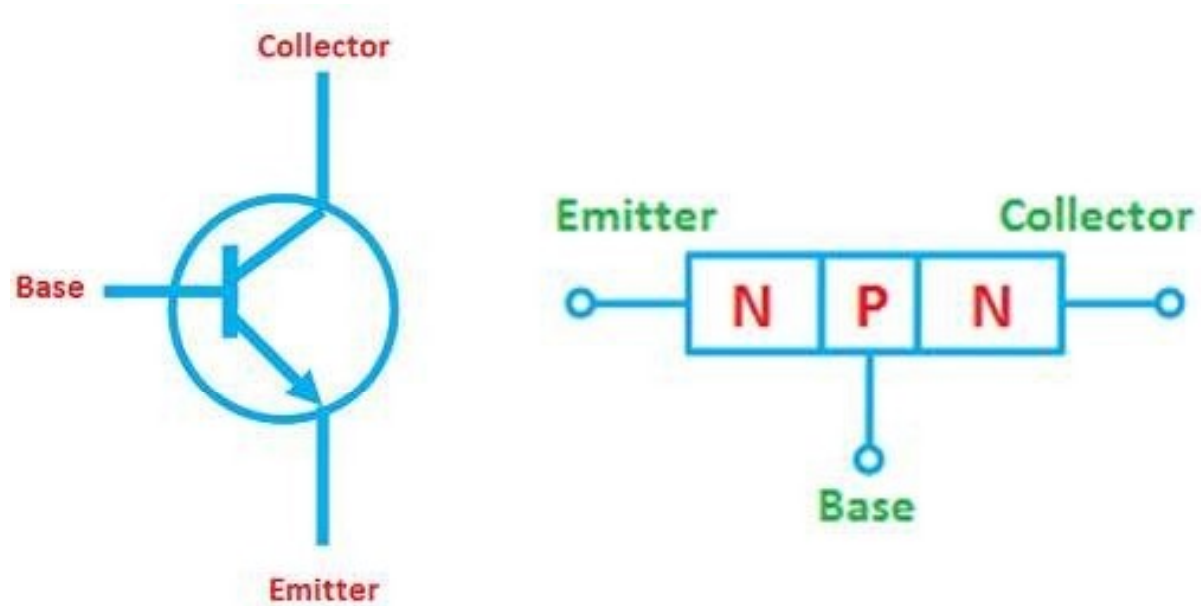 Collector
Base
Emitter
Emitter
Collector
N P N
Base